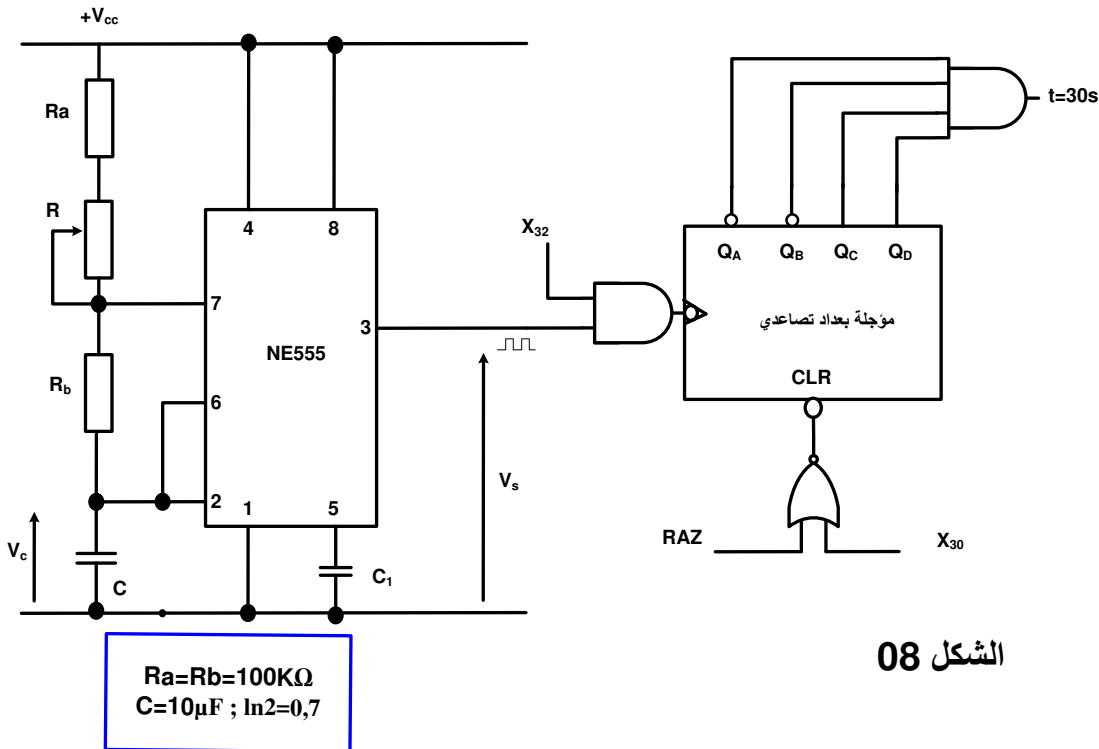 +Vcc
Ra
R
Rb
Vc
C
4
8
7
3
NE555
6
2
1
5
C1
Vs
X32
t=30s
QA QB QC QD
مؤجلة بعداد تصاعدي
CLR
RAZ
X30
Ra=Rb=100KΩ
C=10µF ; ln2=0,7
الشكل 08